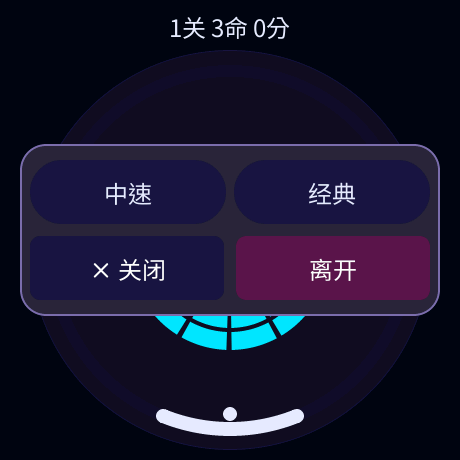 1关 3命 0分
中速
经典
× 关闭
离开